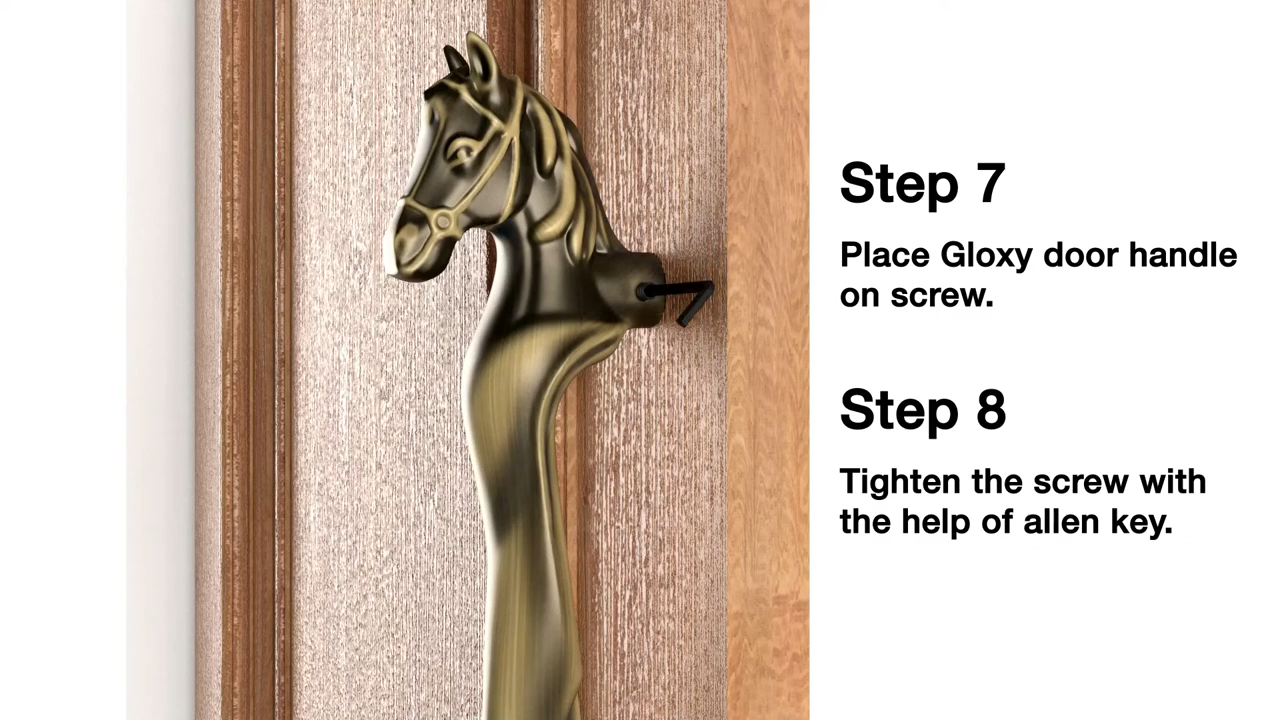 Step 7
Place Gloxy door handle
on screw.
Step 8
Tighten the screw with
the help of allen key.